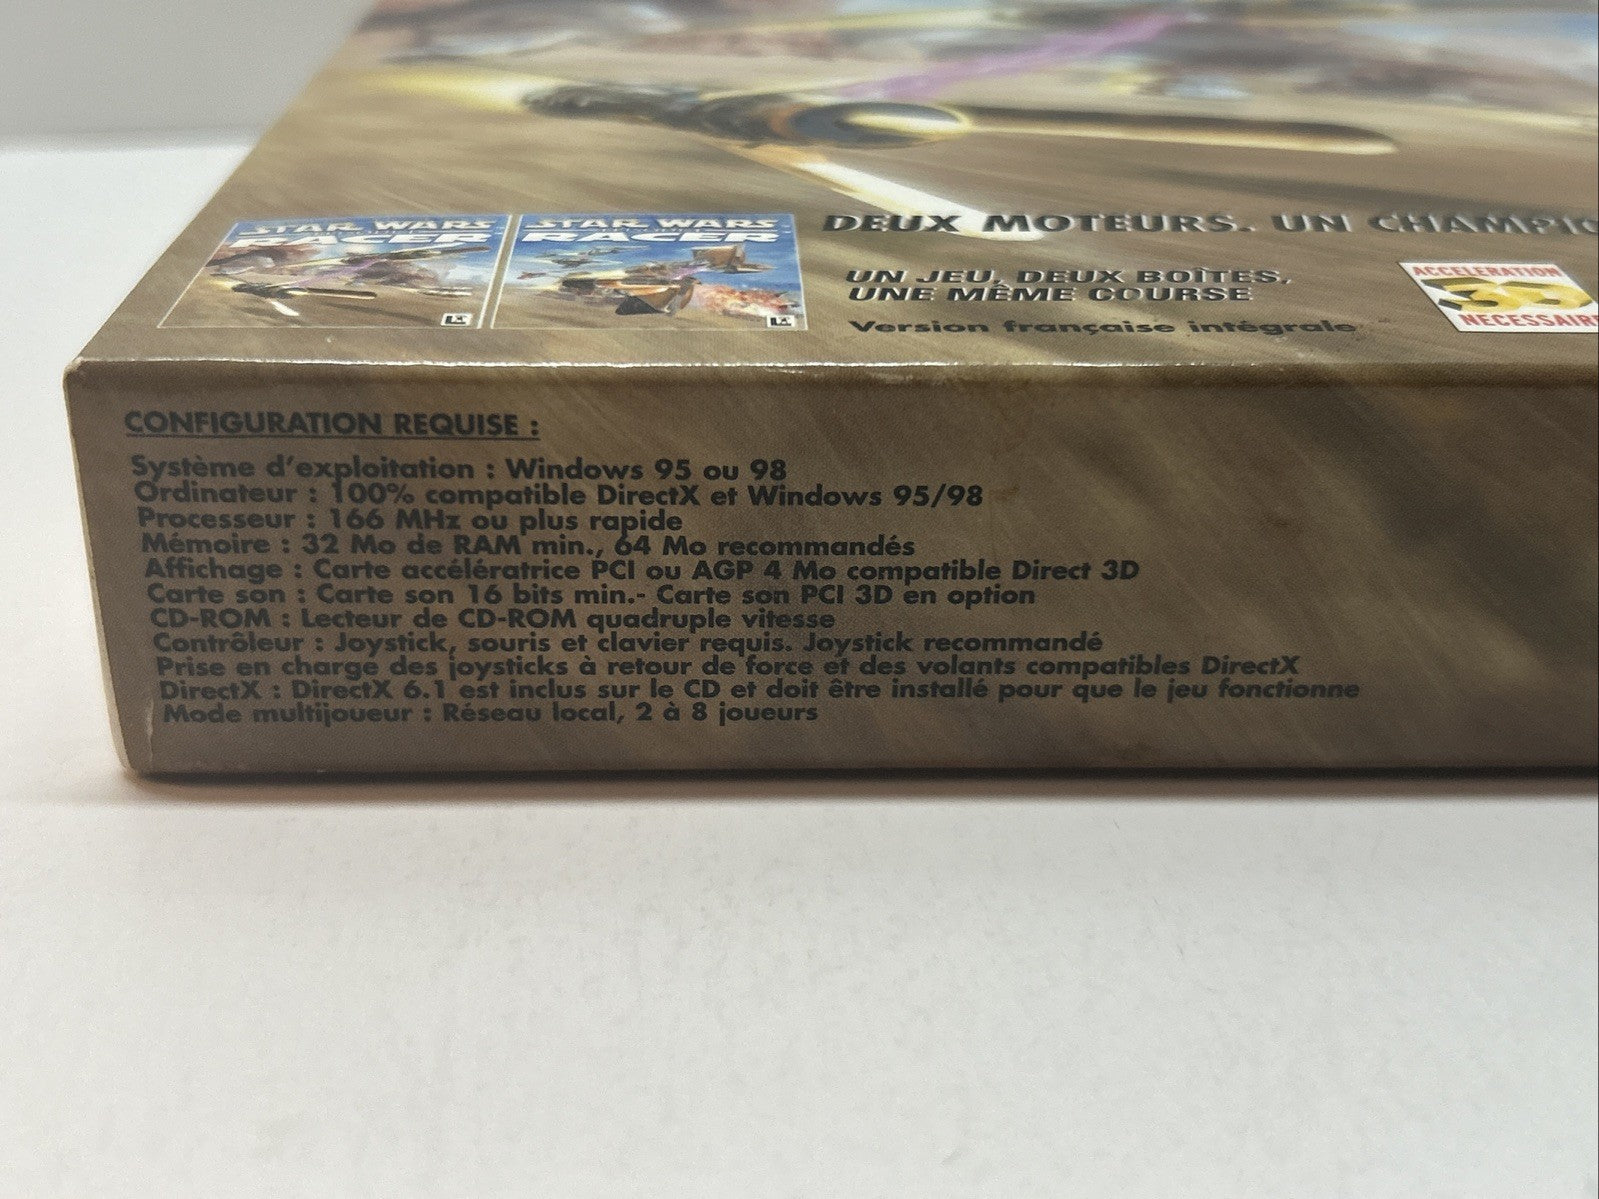 STAR WARS
RACER
STAR WARS
RACER
DEUX MOTEURS. UN
UN JEU, DEUX BOÎTES,
UNE MÊME COURSE
Version française intégrale
ACCELERATION
3D
CONFIGURATION REQUISE :
Système d'exploitation : Windows 95 ou 98
Ordinateur : 100% compatible DirectX et Windows 95/98
Processeur : 166 MHz ou plus rapide
Mémoire : 32 Mo de RAM min., 64 Mo recommandés
Affichage : Carte accélératrice PCI ou AGP 4 Mo compatible Direct 3D
Carte son : Carte son 16 bits min.- Carte son PCI 3D en option
CD-ROM : Lecteur de CD-ROM quadruple vitesse
Contrôleur : Joystick, souris et clavier requis. Joystick recommandé
Prise en charge des joysticks à retour de force et des volants compatibles DirectX
DirectX : DirectX 6.1 est inclus sur le CD et doit être installé pour que le jeu fonctionne
Mode multijoueur : Réseau local, 2 à 8 joueurs